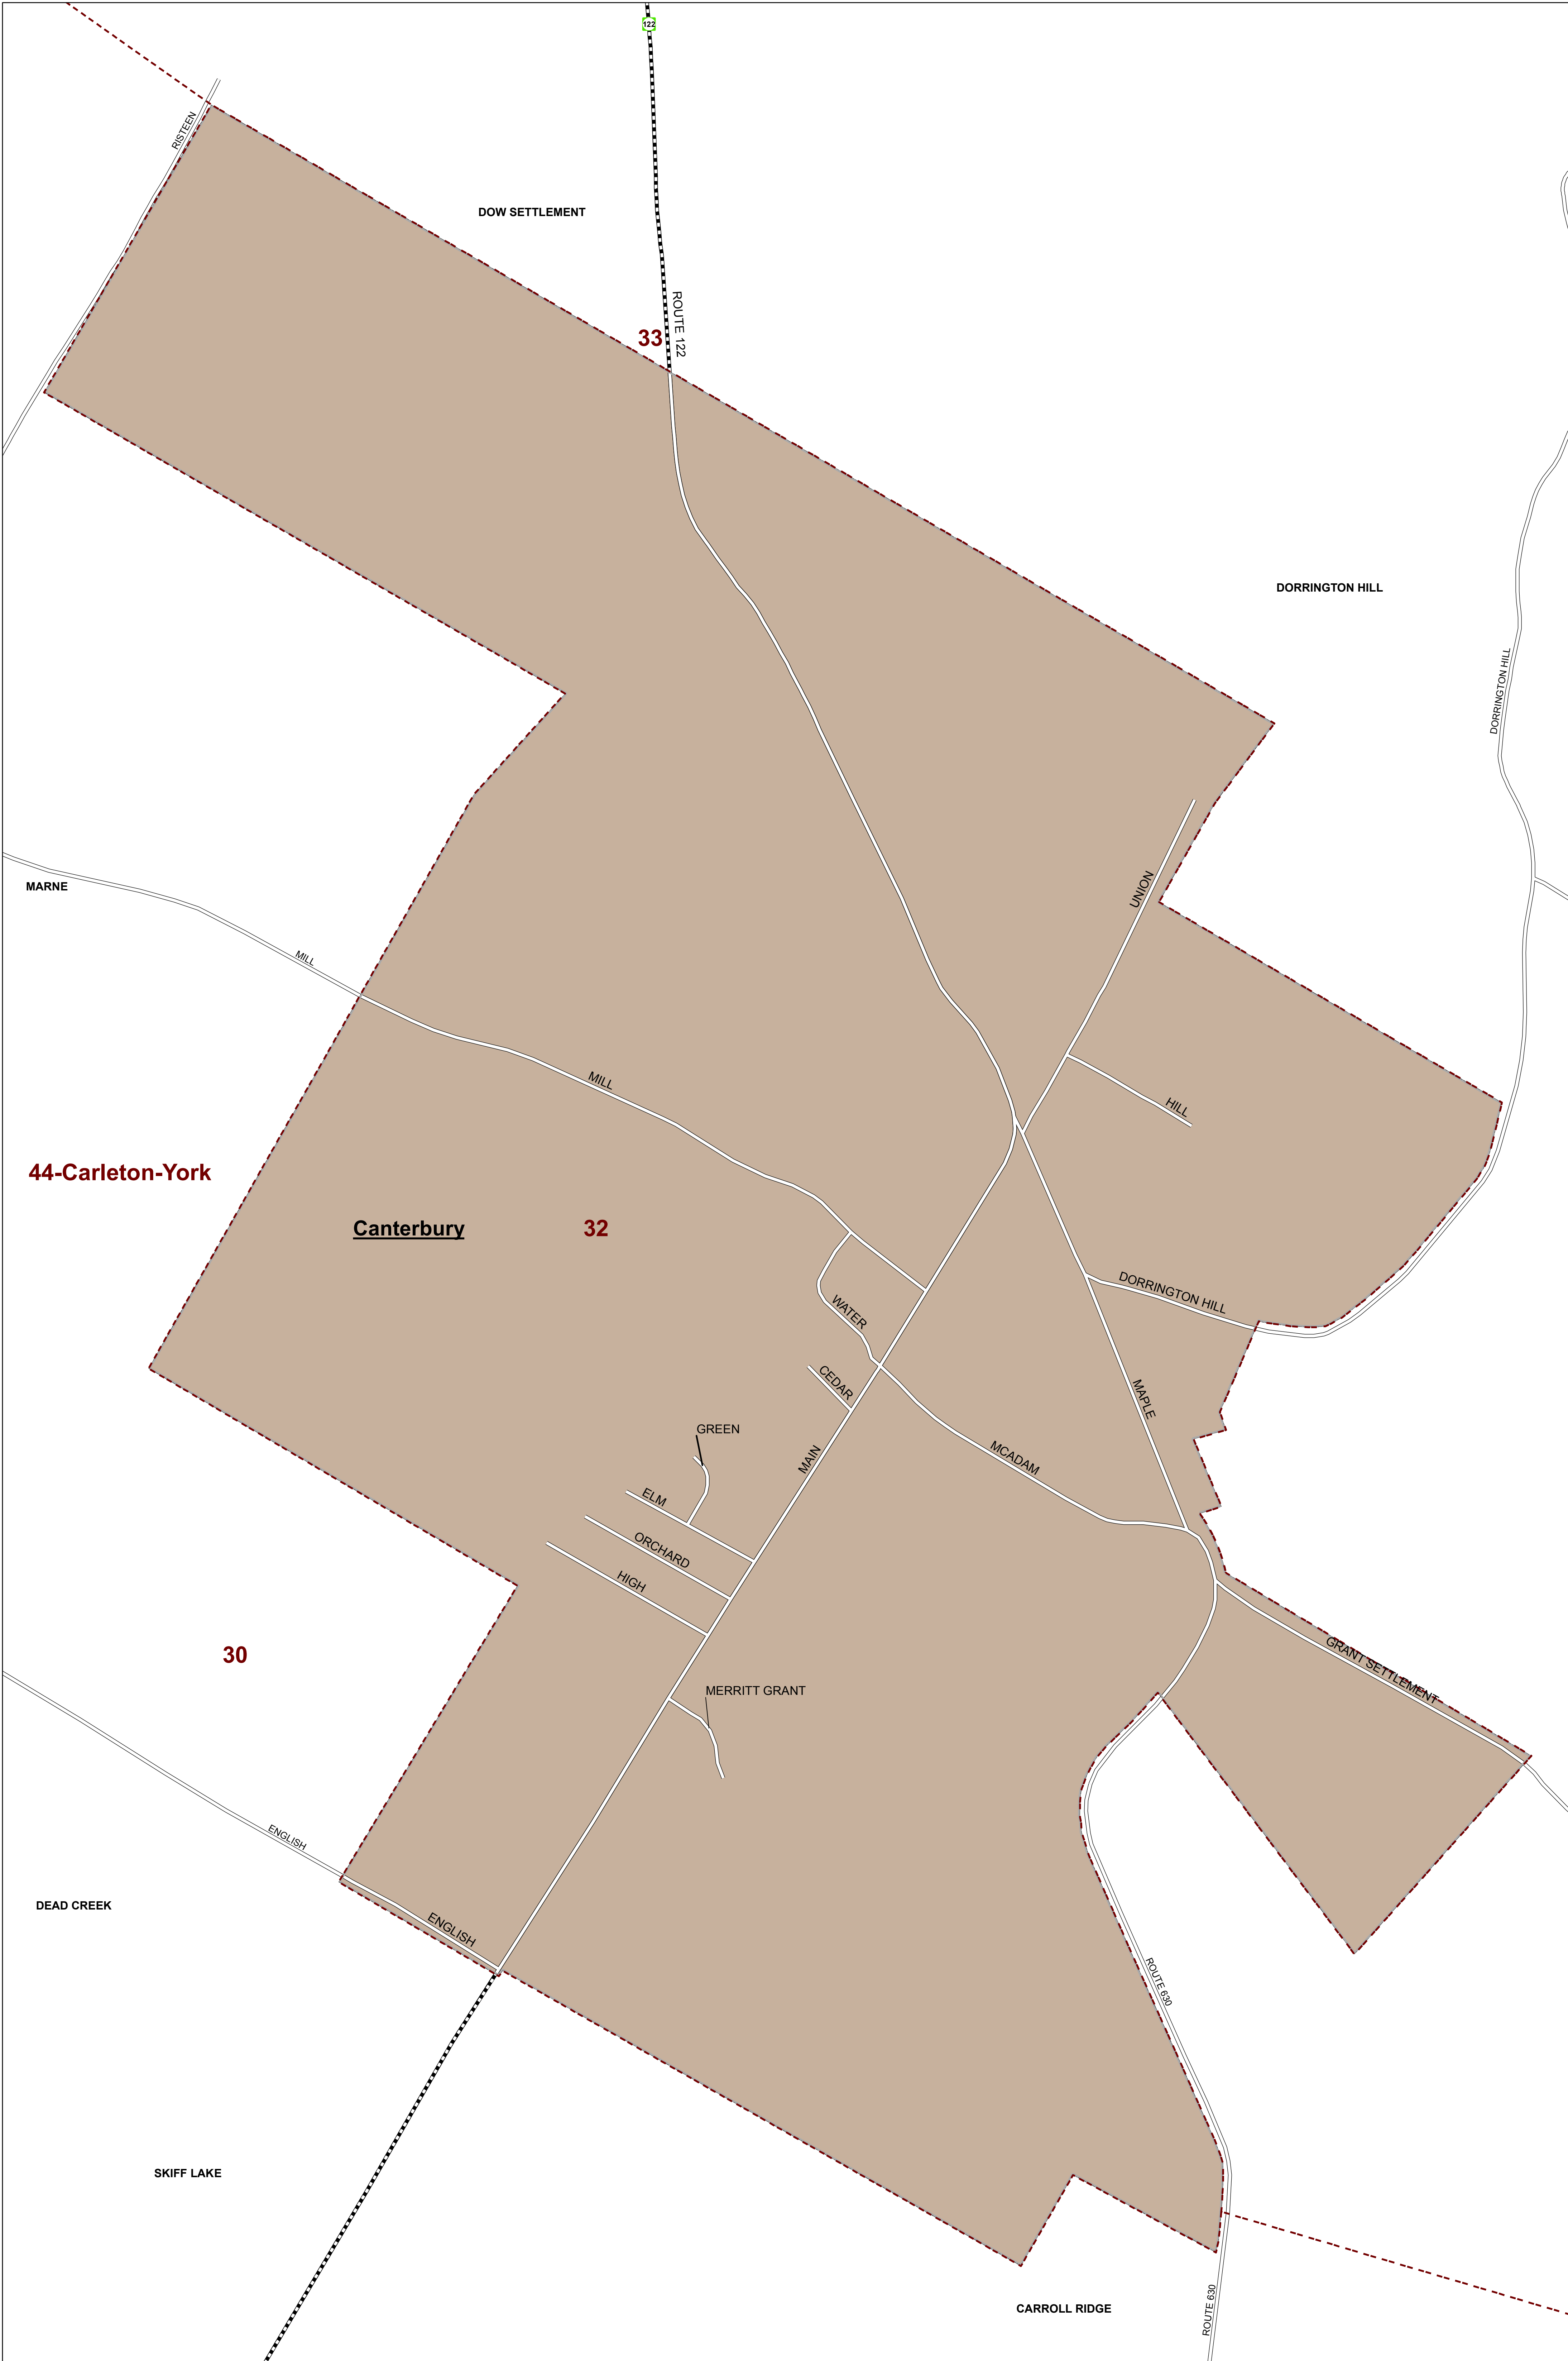 122
RISTEEN
DOW SETTLEMENT
ROUTE 122
33
DORRINGTON HILL
DORRINGTON HILL
UNION
MARNE
MILL
MILL
HILL
44-Carleton-York
Canterbury
32
DORRINGTON HILL
WATER
CEDAR
MAPLE
GREEN
MAIN
MCADAM
ELM
ORCHARD
HIGH
30
GRANT SETTLEMENT
MERRITT GRANT
ENGLISH
DEAD CREEK
ENGLISH
ROUTE 630
SKIFF LAKE
ROUTE 630
CARROLL RIDGE